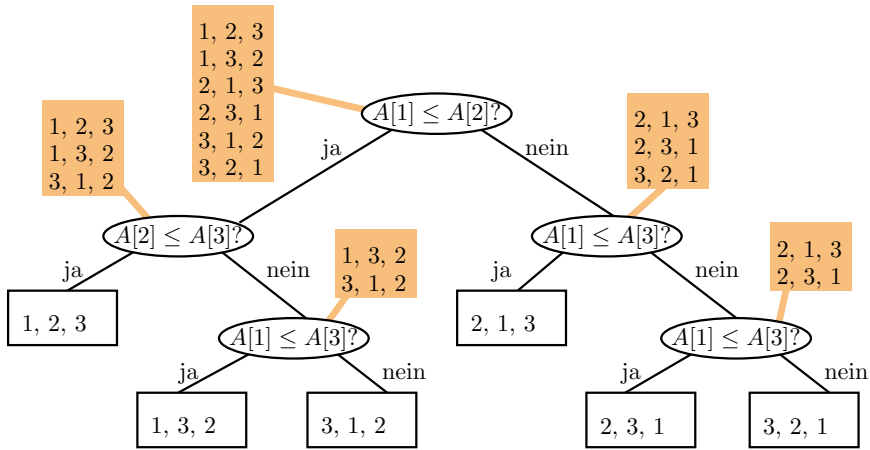 1, 2, 3
1, 3, 2
2, 1, 3
2, 3, 1
3, 1, 2
3, 2, 1
A[1] ≤ A[2]?
ja
nein
1, 2, 3
1, 3, 2
3, 1, 2
2, 1, 3
2, 3, 1
3, 2, 1
A[2] ≤ A[3]?
A[1] ≤ A[3]?
ja
nein
1, 3, 2
3, 1, 2
ja
nein
2, 1, 3
2, 3, 1
1, 2, 3
A[1] ≤ A[3]?
2, 1, 3
A[1] ≤ A[3]?
ja
nein
ja
nein
1, 3, 2
3, 1, 2
2, 3, 1
3, 2, 1